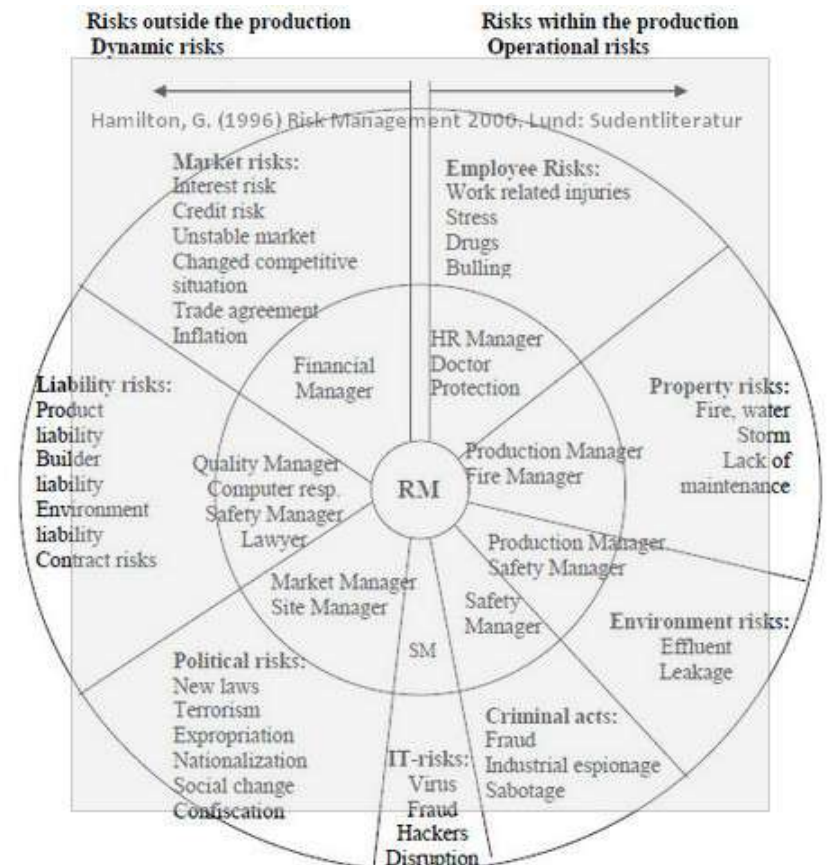 Risks outside the production
Dynamic risks
Risks within the production
Operational risks
Hamilton, G. (1996) Risk Management 2000. Lund: Sudentliteratur
Market risks:
Interest risk
Credit risk
Unstable market
Changed competitive
situation
Trade agreement
Inflation
Employee Risks:
Work related injuries
Stress
Drugs
Bulling
Financial
Manager
HR Manager
Doctor
Protection
Liability risks:
Product
liability
Builder
liability
Environment
liability
Contract risks
Property risks:
Fire, water
Storm
Lack of
maintenance
Quality Manager
Computer resp.
Safety Manager
Lawyer
RM
Production Manager
Fire Manager
Production Manager
Safety Manager
Market Manager
Site Manager
Safety
Manager
SM
Environment risks:
Effluent
Leakage
Political risks:
New laws
Terrorism
Expropriation
Nationalization
Social change
Confiscation
IT-risks:
Virus
Fraud
Hackers
Disruption
Criminal acts:
Fraud
Industrial espionage
Sabotage